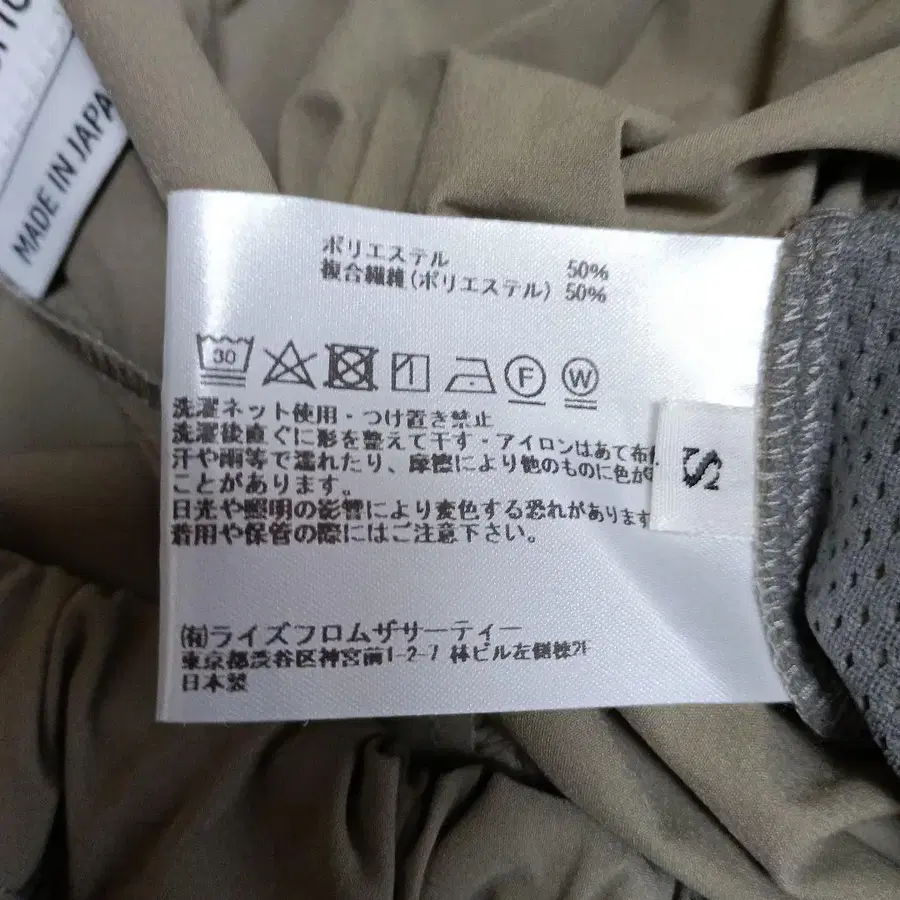 MADE IN JAPA
ポリエステル 50%
複合繊維(ポリエステル) 50%
30
F W
洗濯ネット使用・つけ置き禁止
洗濯後直ぐに形を整えて干す・アイロンはあて布
汗や雨等で濡れたり、摩擦により他のものに色が
ことがあります。
日光や照明の影響により変色する恐れがあります
着用や保管の際にはご注意下さい。
S
(有)ライズフロムザサーティー
東京都渋谷区神宮前1-2-7 林ビル左側棟2F
日本製